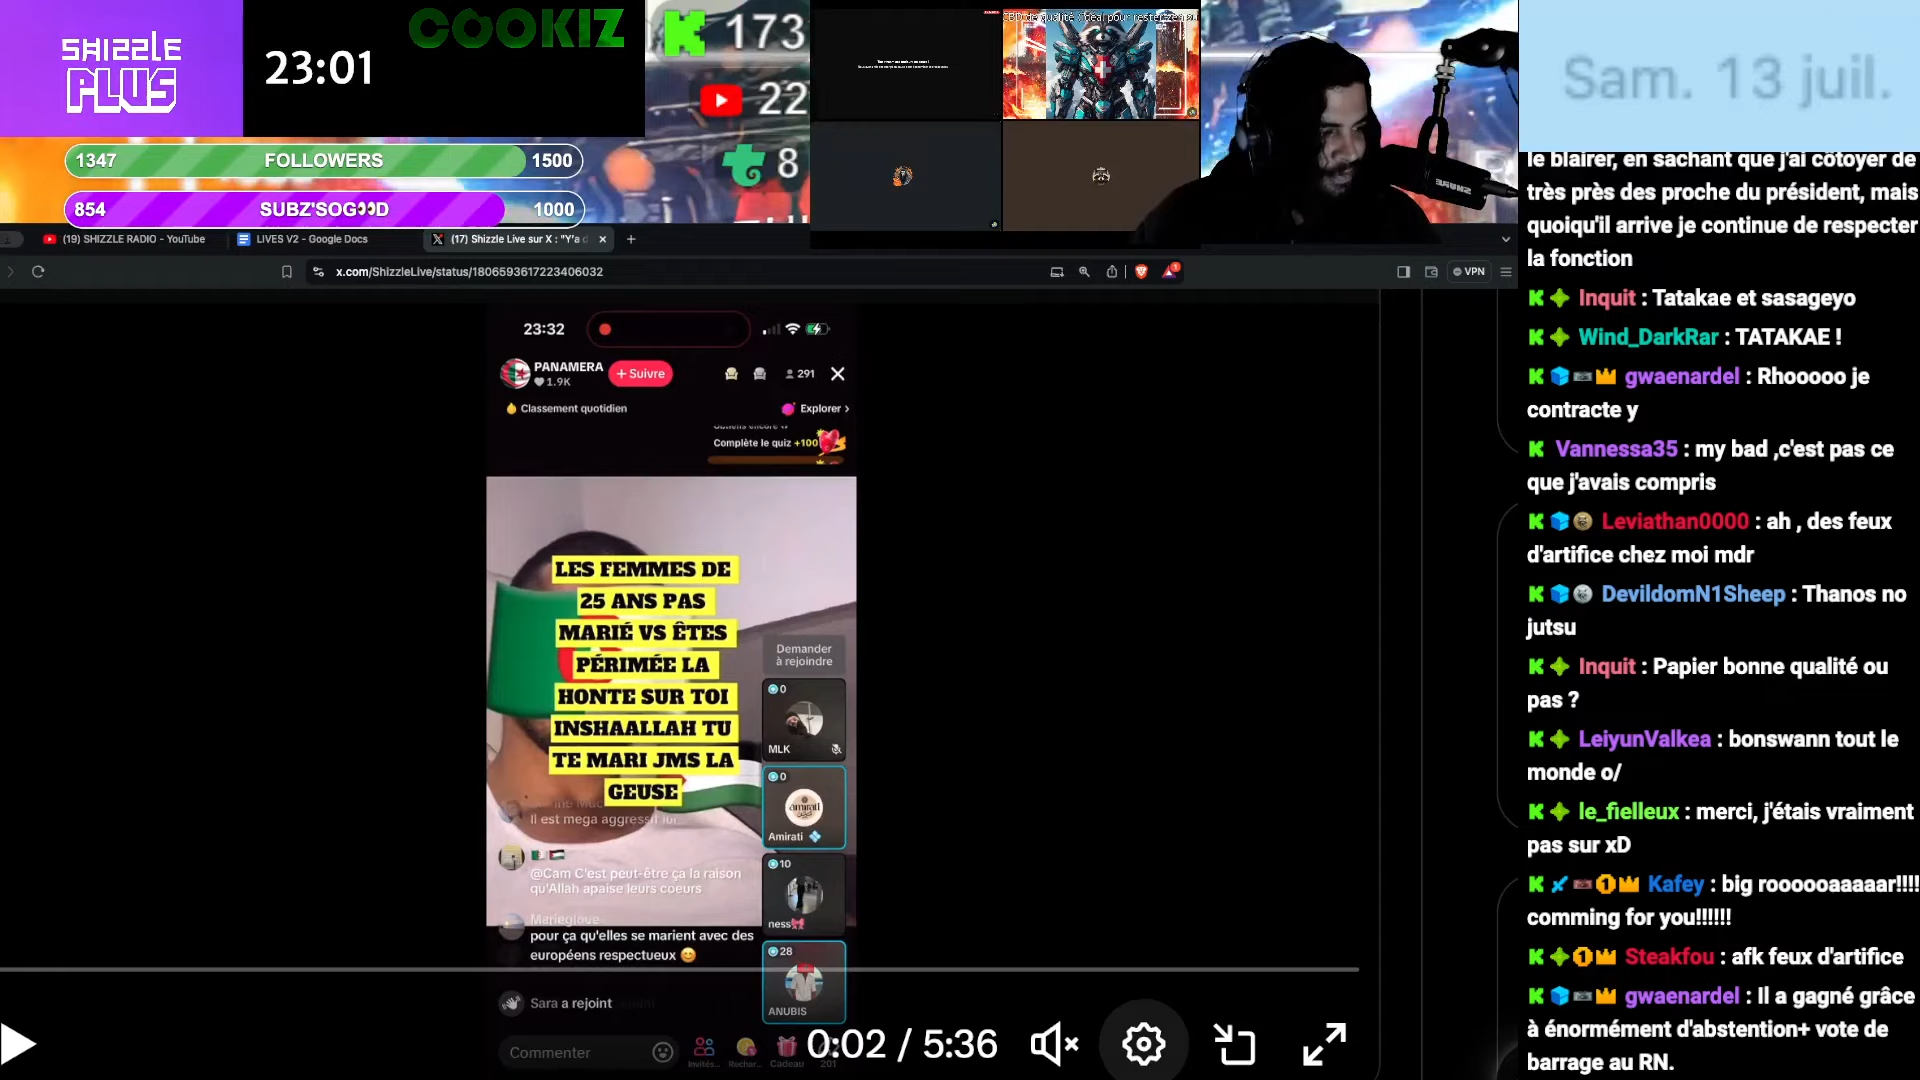 SHIZZLE
PLUS
23:01
COOKIZ
173
22
8
1347 FOLLOWERS 1500
854 SUBZ'SOG👀D 1000
CBD de qualité
Sam. 13 juil.
(19) SHIZZLE RADIO - YouTube
LIVES V2 - Google Docs
(17) Shizzle Live sur X : "Y'a d
x.com/ShizzleLive/status/1806593617223406032
VPN
23:32
PANAMERA
1.9K
+ Suivre
291
Classement quotidien
Explorer
Complète le quiz +100
LES FEMMES DE
25 ANS PAS
MARIÉ VS ÊTES
PÉRIMÉE LA
HONTE SUR TOI
INSHAALLAH TU
TE MARI JMS LA
GEUSE
Demander
à rejoindre
0
MLK
0
amirati
Amirati
10
ness
28
ANUBIS
Il est mega aggressif lui...
@Cam C'est peut-être ça la raison
qu'Allah apaise leurs coeurs
Marieglove
pour ça qu'elles se marient avec des
européens respectueux 😊
Sara a rejoint
Commenter
Invités...
Rechar...
Cadeau
201
0:02 / 5:36
le blairer, en sachant que j'ai côtoyer de
très près des proche du président, mais
quoiqu'il arrive je continue de respecter
la fonction
Inquit : Tatakae et sasageyo
Wind_DarkRar : TATAKAE !
gwaenardel : Rhooooo je
contracte y
Vannessa35 : my bad ,c'est pas ce
que j'avais compris
Leviathan0000 : ah , des feux
d'artifice chez moi mdr
DevildomN1Sheep : Thanos no
jutsu
Inquit : Papier bonne qualité ou
pas ?
LeiyunValkea : bonswann tout le
monde o/
le_fielleux : merci, j'étais vraiment
pas sur xD
Kafey : big roooooaaaaar!!!!
comming for you!!!!!!
Steakfou : afk feux d'artifice
gwaenardel : Il a gagné grâce
à énormément d'abstention+ vote de
barrage au RN.